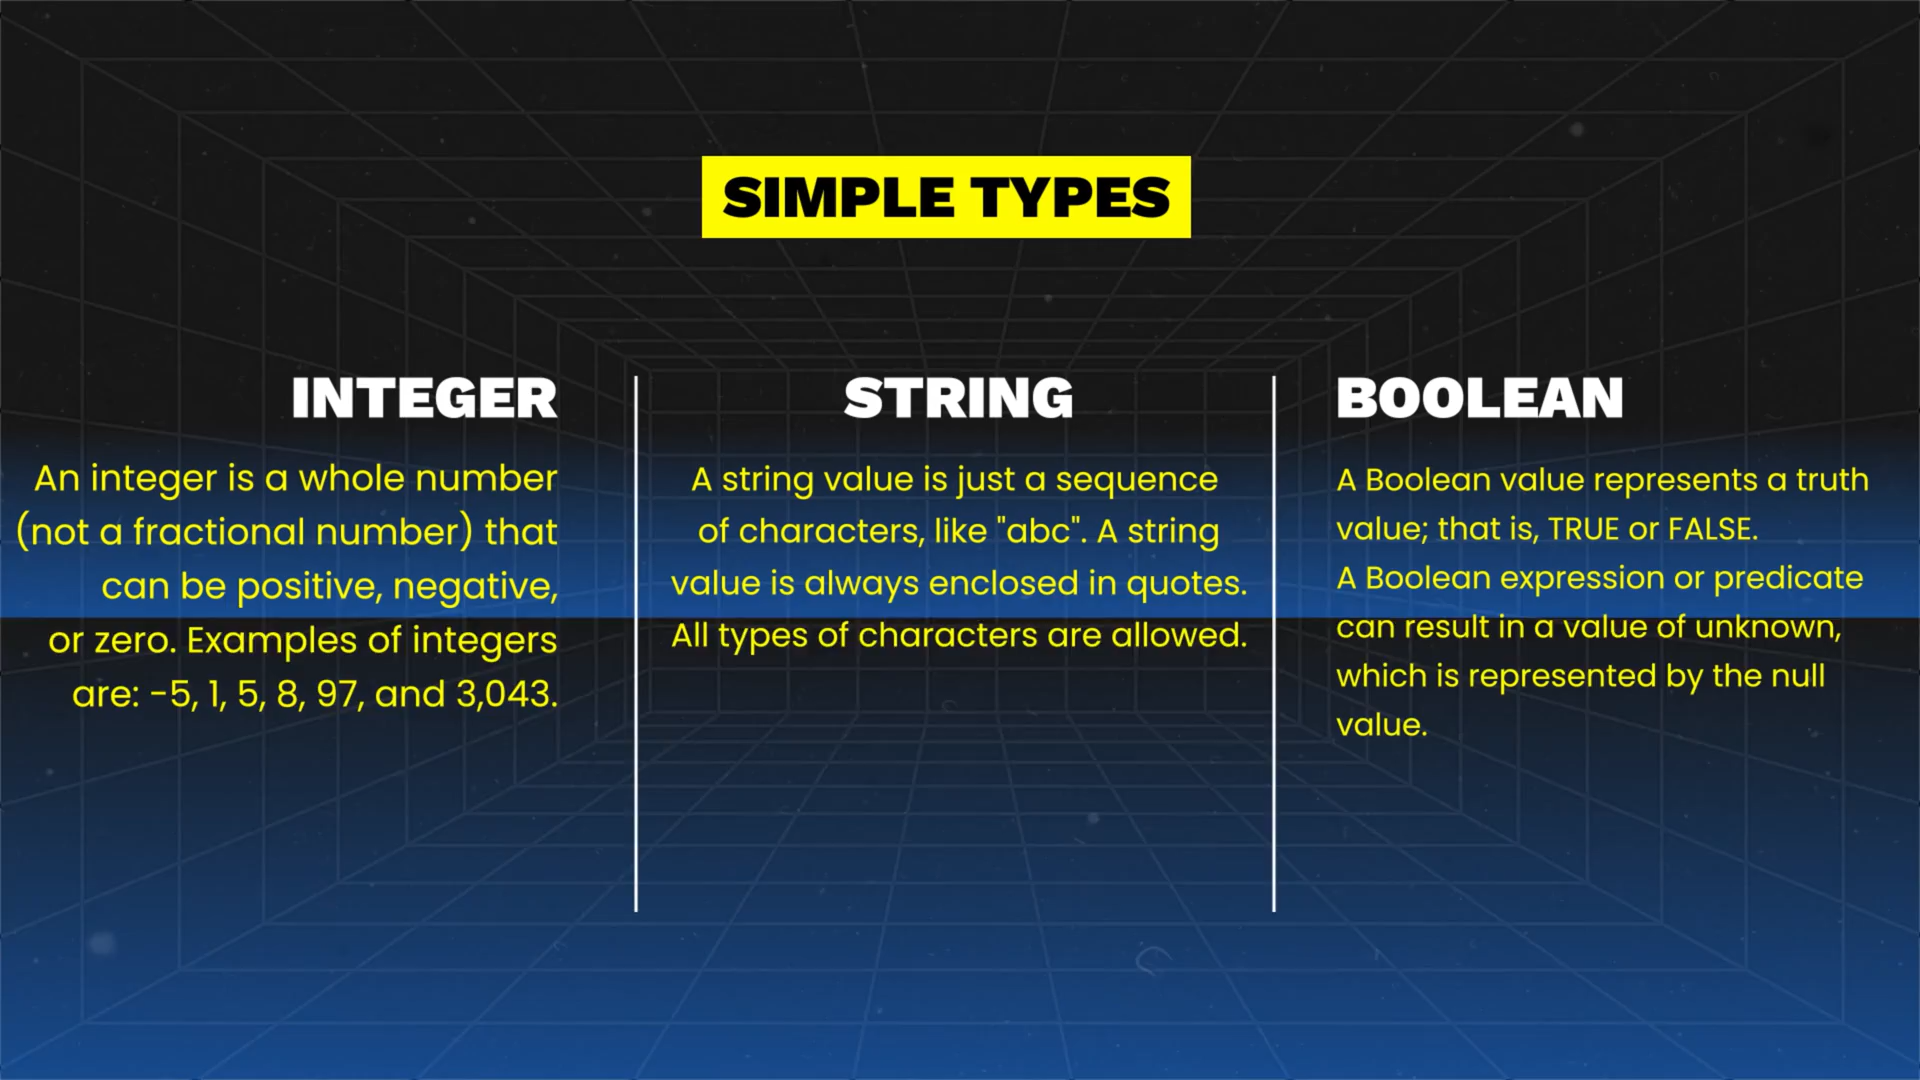 SIMPLE TYPES
INTEGER
An integer is a whole number
(not a fractional number) that
can be positive, negative,
or zero. Examples of integers
are: -5, 1, 5, 8, 97, and 3,043.
STRING
A string value is just a sequence
of characters, like "abc". A string
value is always enclosed in quotes.
All types of characters are allowed.
BOOLEAN
A Boolean value represents a truth
value; that is, TRUE or FALSE.
A Boolean expression or predicate
can result in a value of unknown,
which is represented by the null
value.